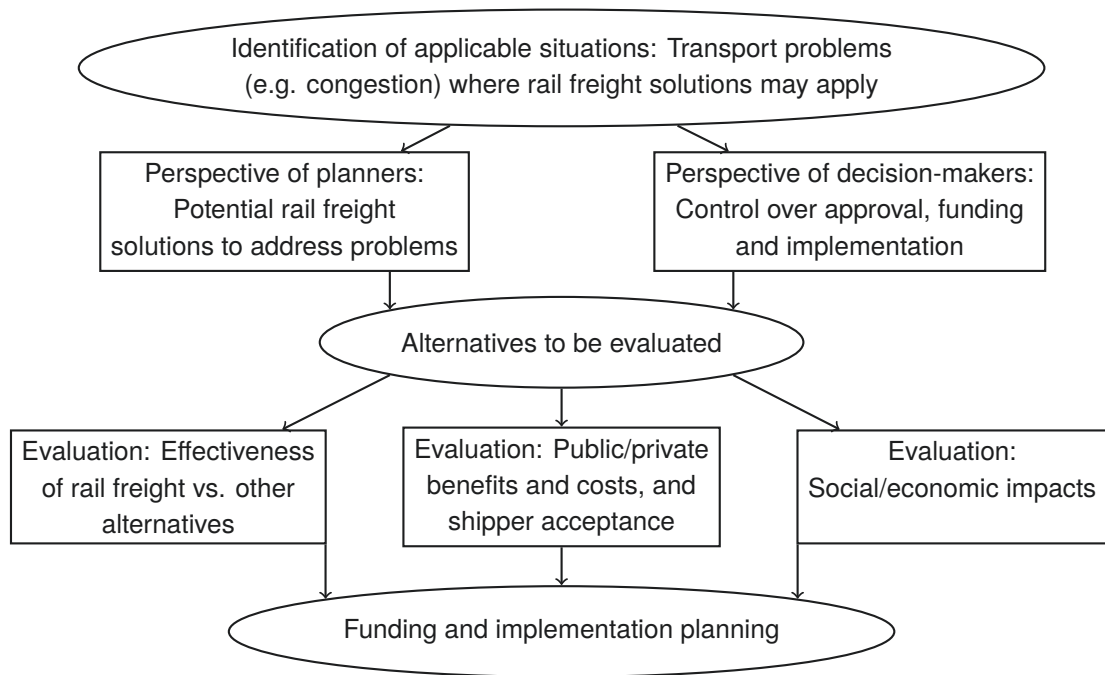 Identification of applicable situations: Transport problems
(e.g. congestion) where rail freight solutions may apply
Perspective of planners:
Potential rail freight
solutions to address problems
Perspective of decision-makers:
Control over approval, funding
and implementation
Alternatives to be evaluated
Evaluation: Effectiveness
of rail freight vs. other
alternatives
Evaluation: Public/private
benefits and costs, and
shipper acceptance
Evaluation:
Social/economic impacts
Funding and implementation planning